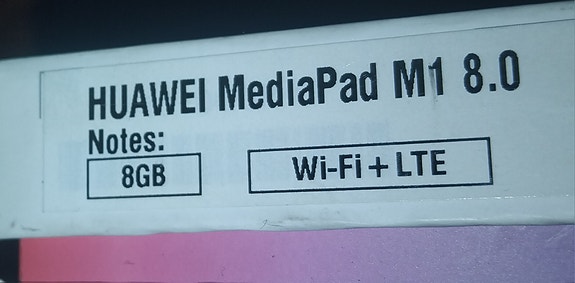 HUAWEI MediaPad M1 8.0
Notes:
8GB Wi-Fi + LTE